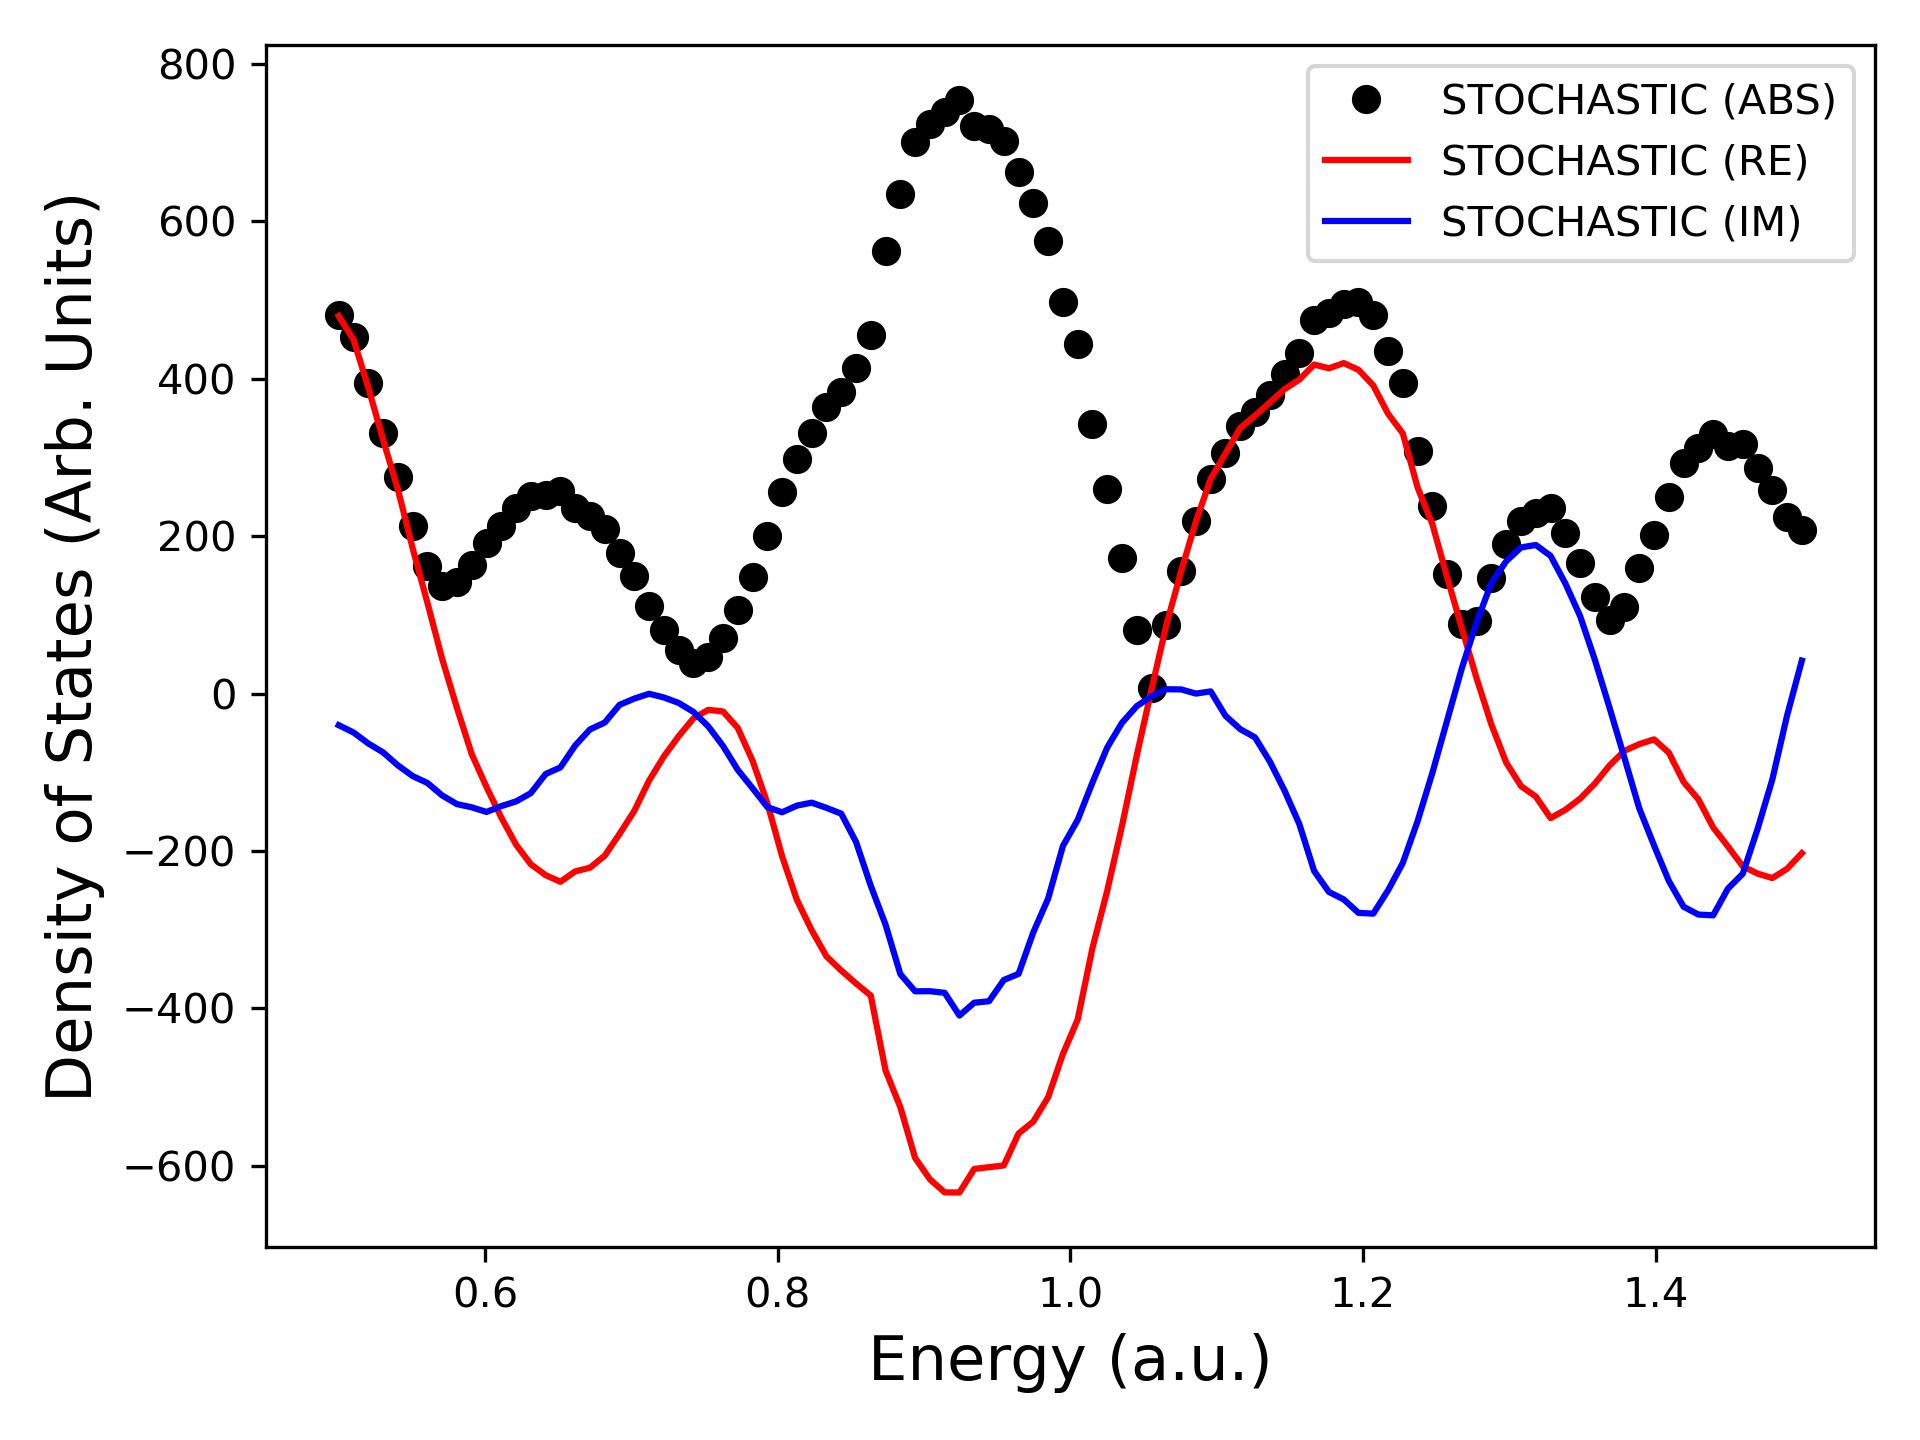 800
600
400
200
0
−200
−400
−600
Density of States (Arb. Units)
STOCHASTIC (ABS)
STOCHASTIC (RE)
STOCHASTIC (IM)
0.6 0.8 1.0 1.2 1.4
Energy (a.u.)